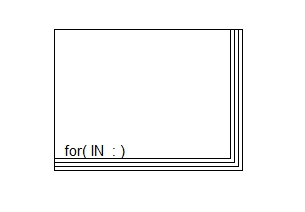 for( IN  : )